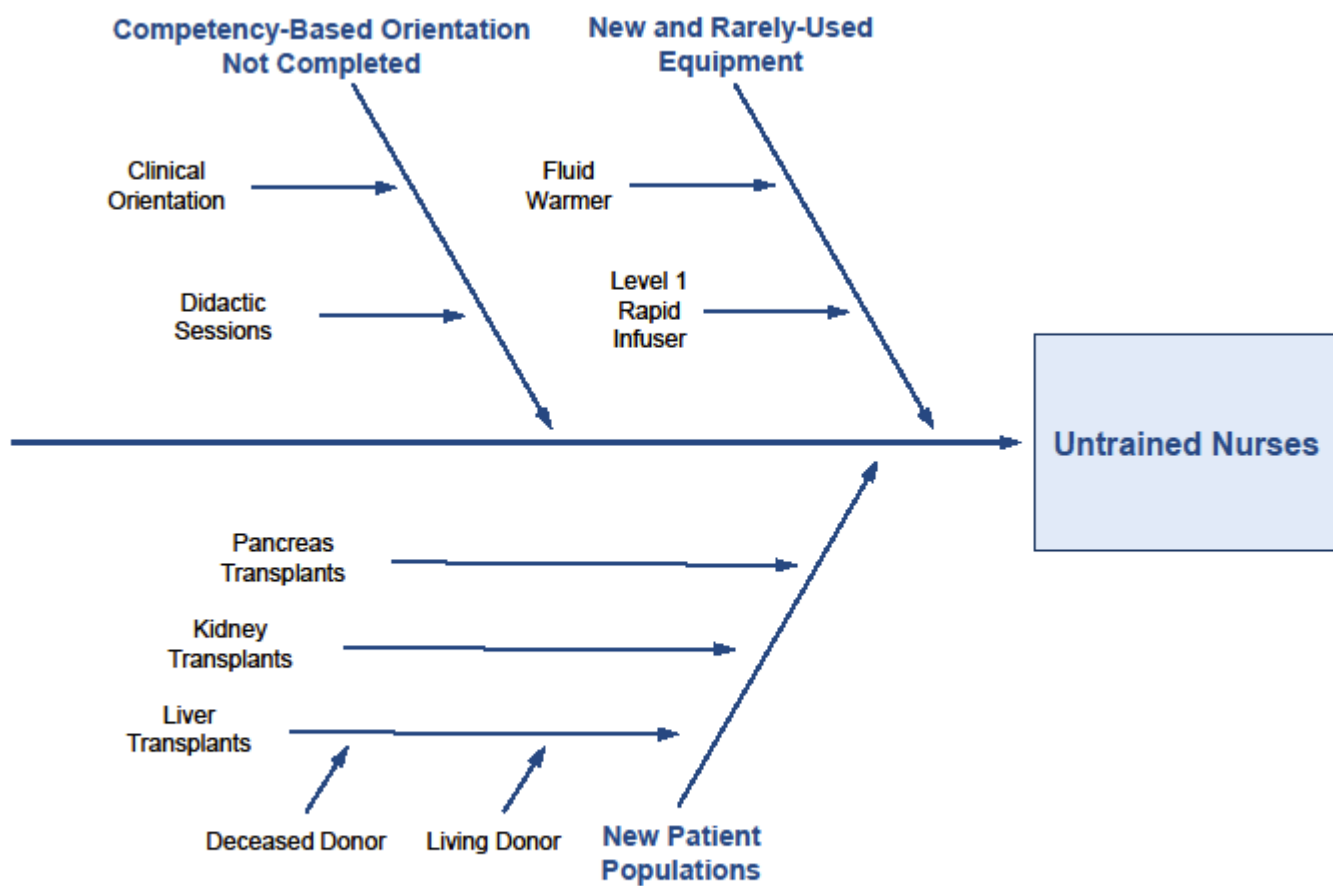 Competency-Based Orientation
Not Completed
New and Rarely-Used
Equipment
Clinical
Orientation
Fluid
Warmer
Didactic
Sessions
Level 1
Rapid
Infuser
Untrained Nurses
Pancreas
Transplants
Kidney
Transplants
Liver
Transplants
Deceased Donor
Living Donor
New Patient
Populations